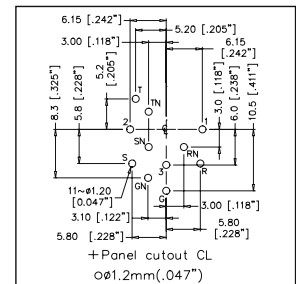 6.15 [.242"]
5.20 [.205"]
3.00 [.118"]
6.15
[.242"]
5.2
[.205"]
8.3 [.325"]
5.8 [.228"]
3.0 [.118"]
6.0 [.238"]
10.5 [.411"]
T
TN
2
1
SN
RN
S
3
R
11~ø1.20
[0.047"]
GN
G
3.00 [.118"]
3.10 [.122"]
5.80
[.228"]
5.80 [.228"]
+Panel cutout CL
oø1.2mm(.047")